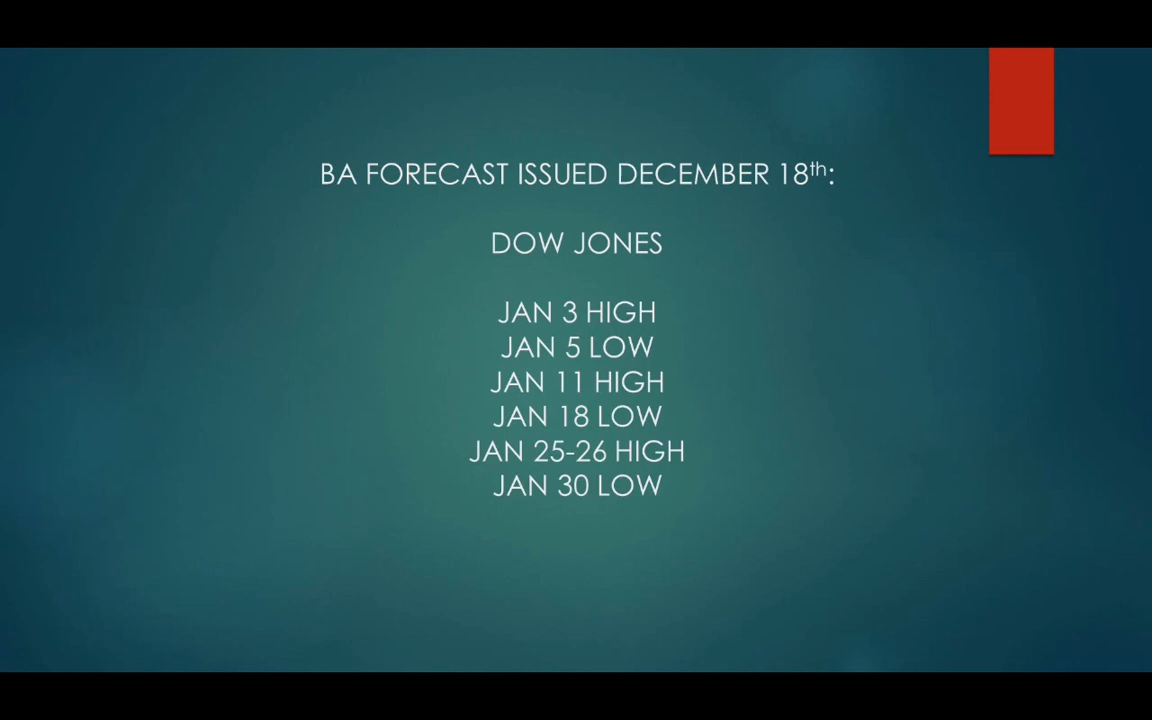 BA FORECAST ISSUED DECEMBER 18th:
DOW JONES
JAN 3 HIGH
JAN 5 LOW
JAN 11 HIGH
JAN 18 LOW
JAN 25-26 HIGH
JAN 30 LOW